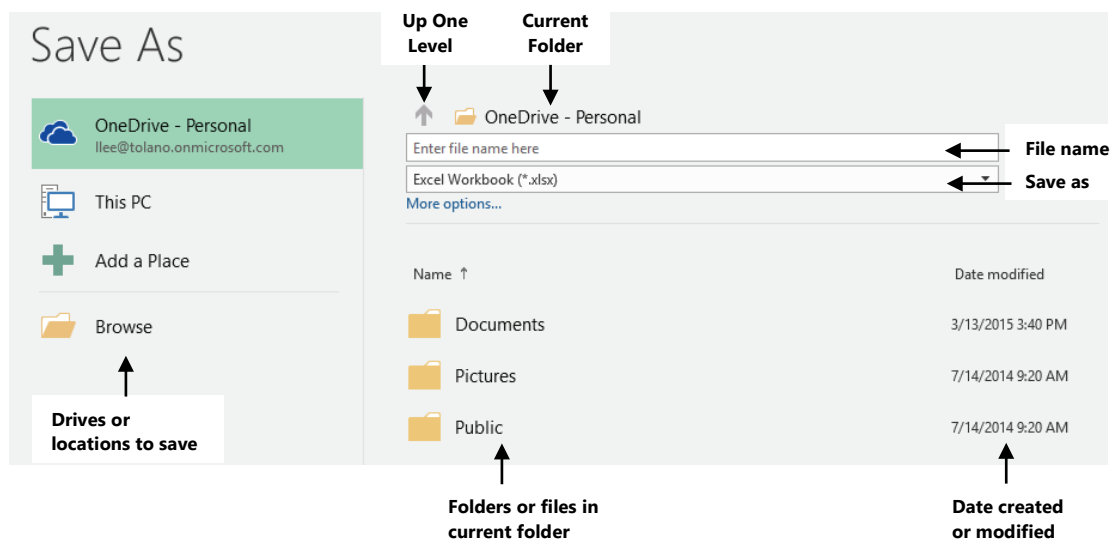 Save As
Up One
Level
Current
Folder
OneDrive - Personal
llee@tolano.onmicrosoft.com
This PC
Add a Place
Browse
Drives or
locations to save
OneDrive - Personal
Enter file name here
File name
Excel Workbook (*.xlsx)
Save as
More options...
Name ↑
Date modified
Documents
3/13/2015 3:40 PM
Pictures
7/14/2014 9:20 AM
Public
7/14/2014 9:20 AM
Folders or files in
current folder
Date created
or modified